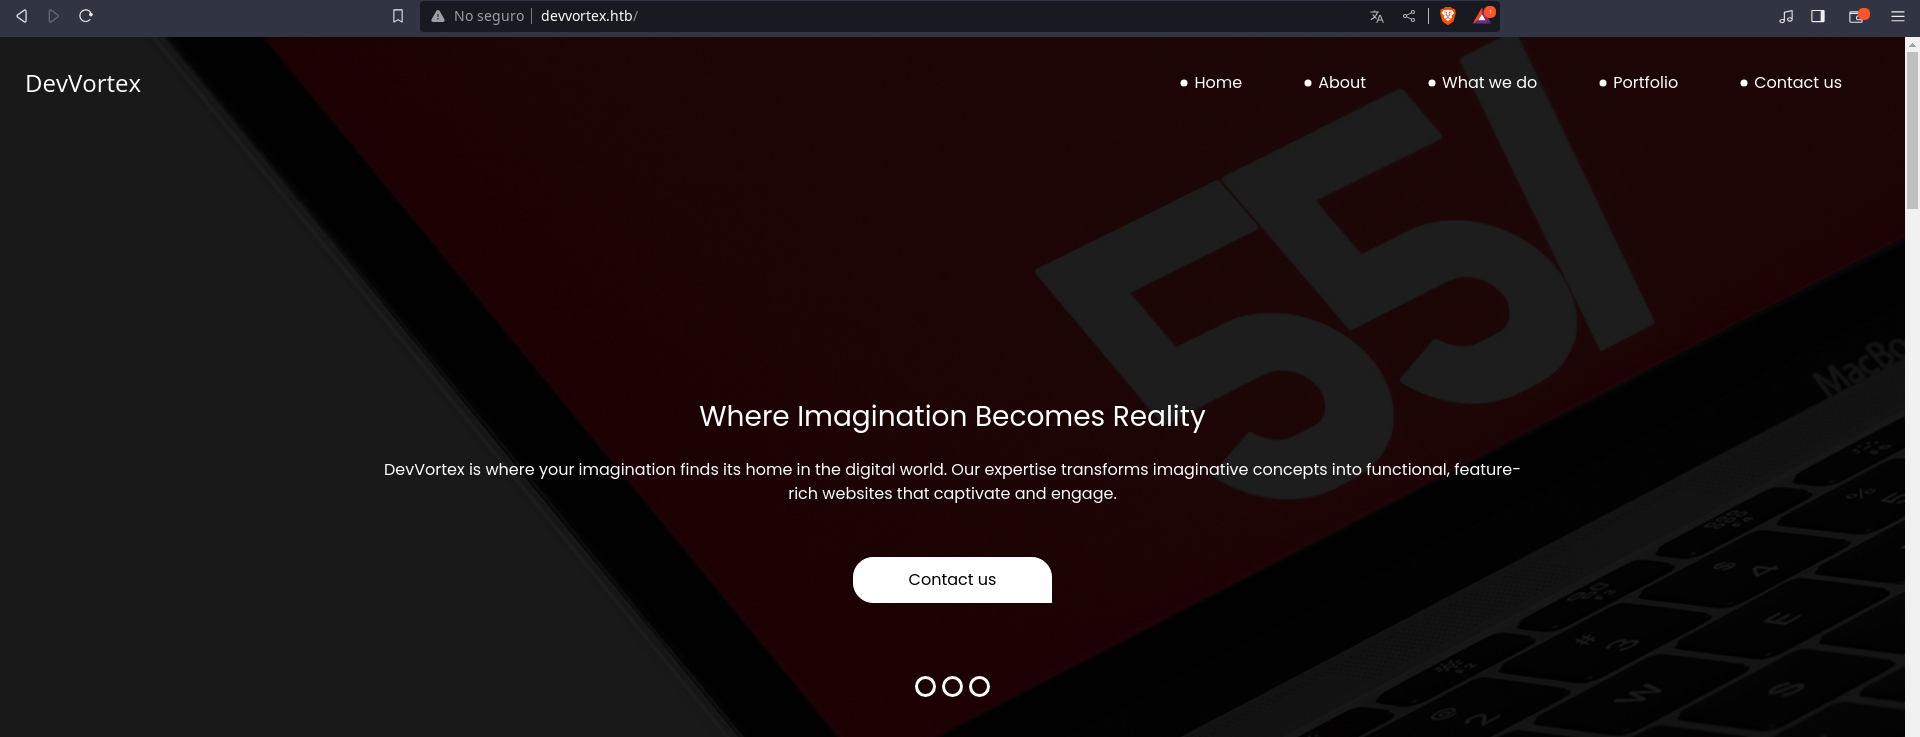 No seguro devvortex.htb/
DevVortex
Home About What we do Portfolio Contact us
55/
MacBo
Where Imagination Becomes Reality
DevVortex is where your imagination finds its home in the digital world. Our expertise transforms imaginative concepts into functional, feature-
rich websites that captivate and engage.
Contact us